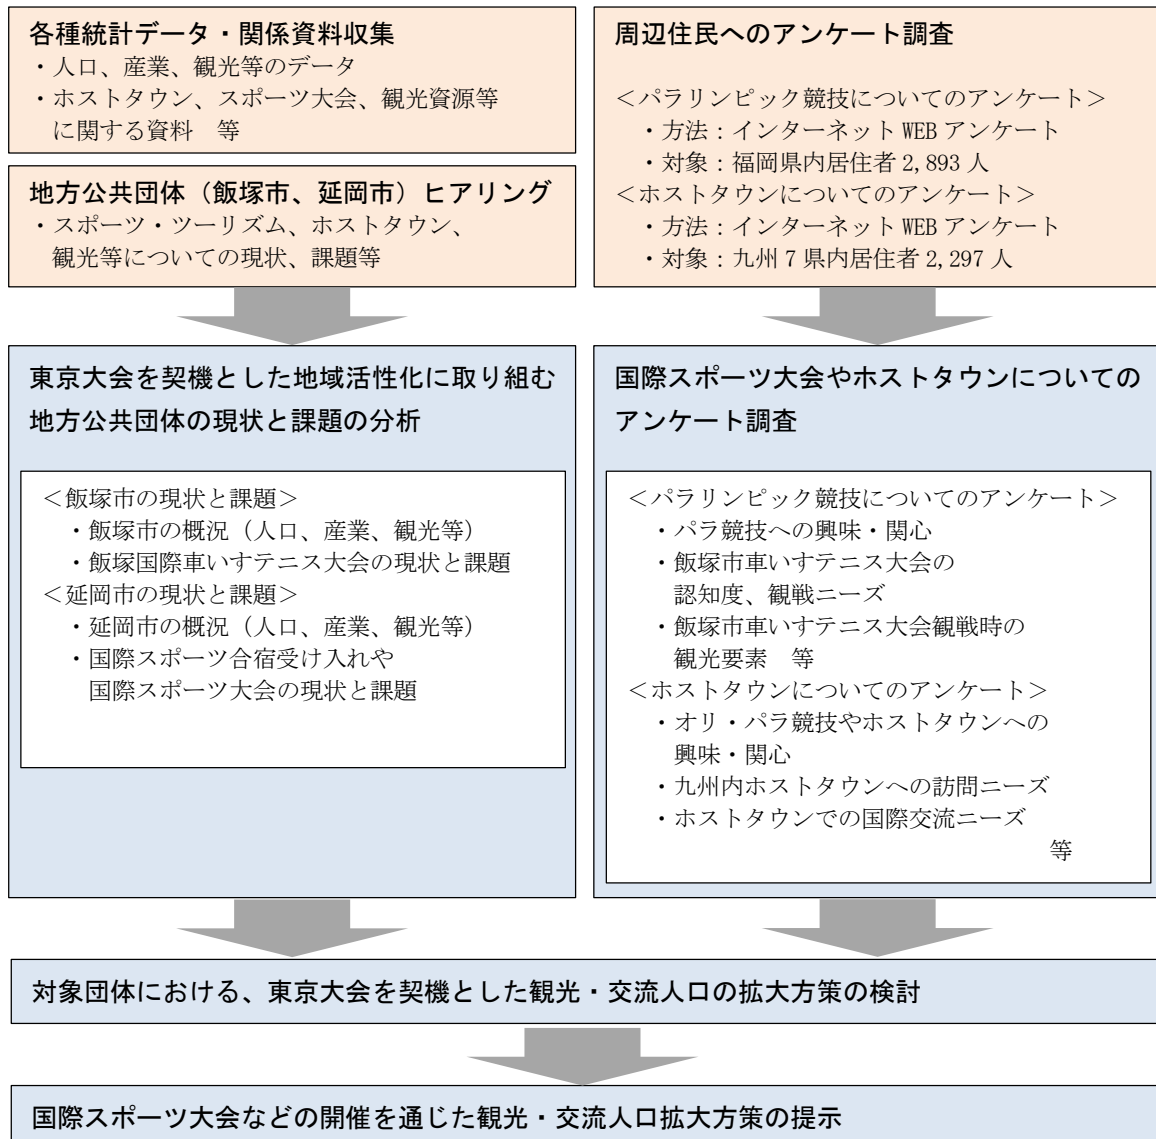 各種統計データ・関係資料収集
・人口、産業、観光等のデータ
・ホストタウン、スポーツ大会、観光資源等
に関する資料　等
地方公共団体（飯塚市、延岡市）ヒアリング
・スポーツ・ツーリズム、ホストタウン、
観光等についての現状、課題等
周辺住民へのアンケート調査
＜パラリンピック競技についてのアンケート＞
・方法：インターネット WEB アンケート
・対象：福岡県内居住者 2,893 人
＜ホストタウンについてのアンケート＞
・方法：インターネット WEB アンケート
・対象：九州 7 県内居住者 2,297 人
東京大会を契機とした地域活性化に取り組む
地方公共団体の現状と課題の分析
＜飯塚市の現状と課題＞
・飯塚市の概況（人口、産業、観光等）
・飯塚国際車いすテニス大会の現状と課題
＜延岡市の現状と課題＞
・延岡市の概況（人口、産業、観光等）
・国際スポーツ合宿受け入れや
国際スポーツ大会の現状と課題
国際スポーツ大会やホストタウンについての
アンケート調査
＜パラリンピック競技についてのアンケート＞
・パラ競技への興味・関心
・飯塚市車いすテニス大会の
認知度、観戦ニーズ
・飯塚市車いすテニス大会観戦時の
観光要素　等
＜ホストタウンについてのアンケート＞
・オリ・パラ競技やホストタウンへの
興味・関心
・九州内ホストタウンへの訪問ニーズ
・ホストタウンでの国際交流ニーズ
等
対象団体における、東京大会を契機とした観光・交流人口の拡大方策の検討
国際スポーツ大会などの開催を通じた観光・交流人口拡大方策の提示